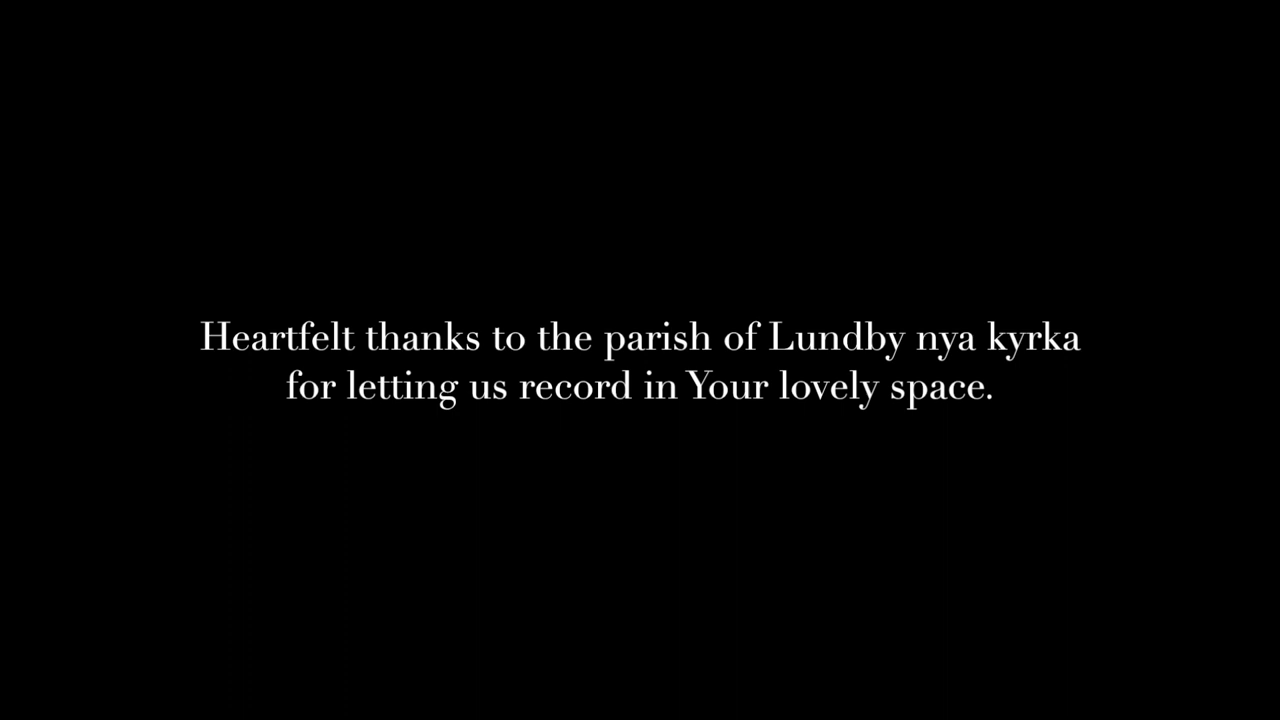 Heartfelt thanks to the parish of Lundby nya kyrka
for letting us record in Your lovely space.